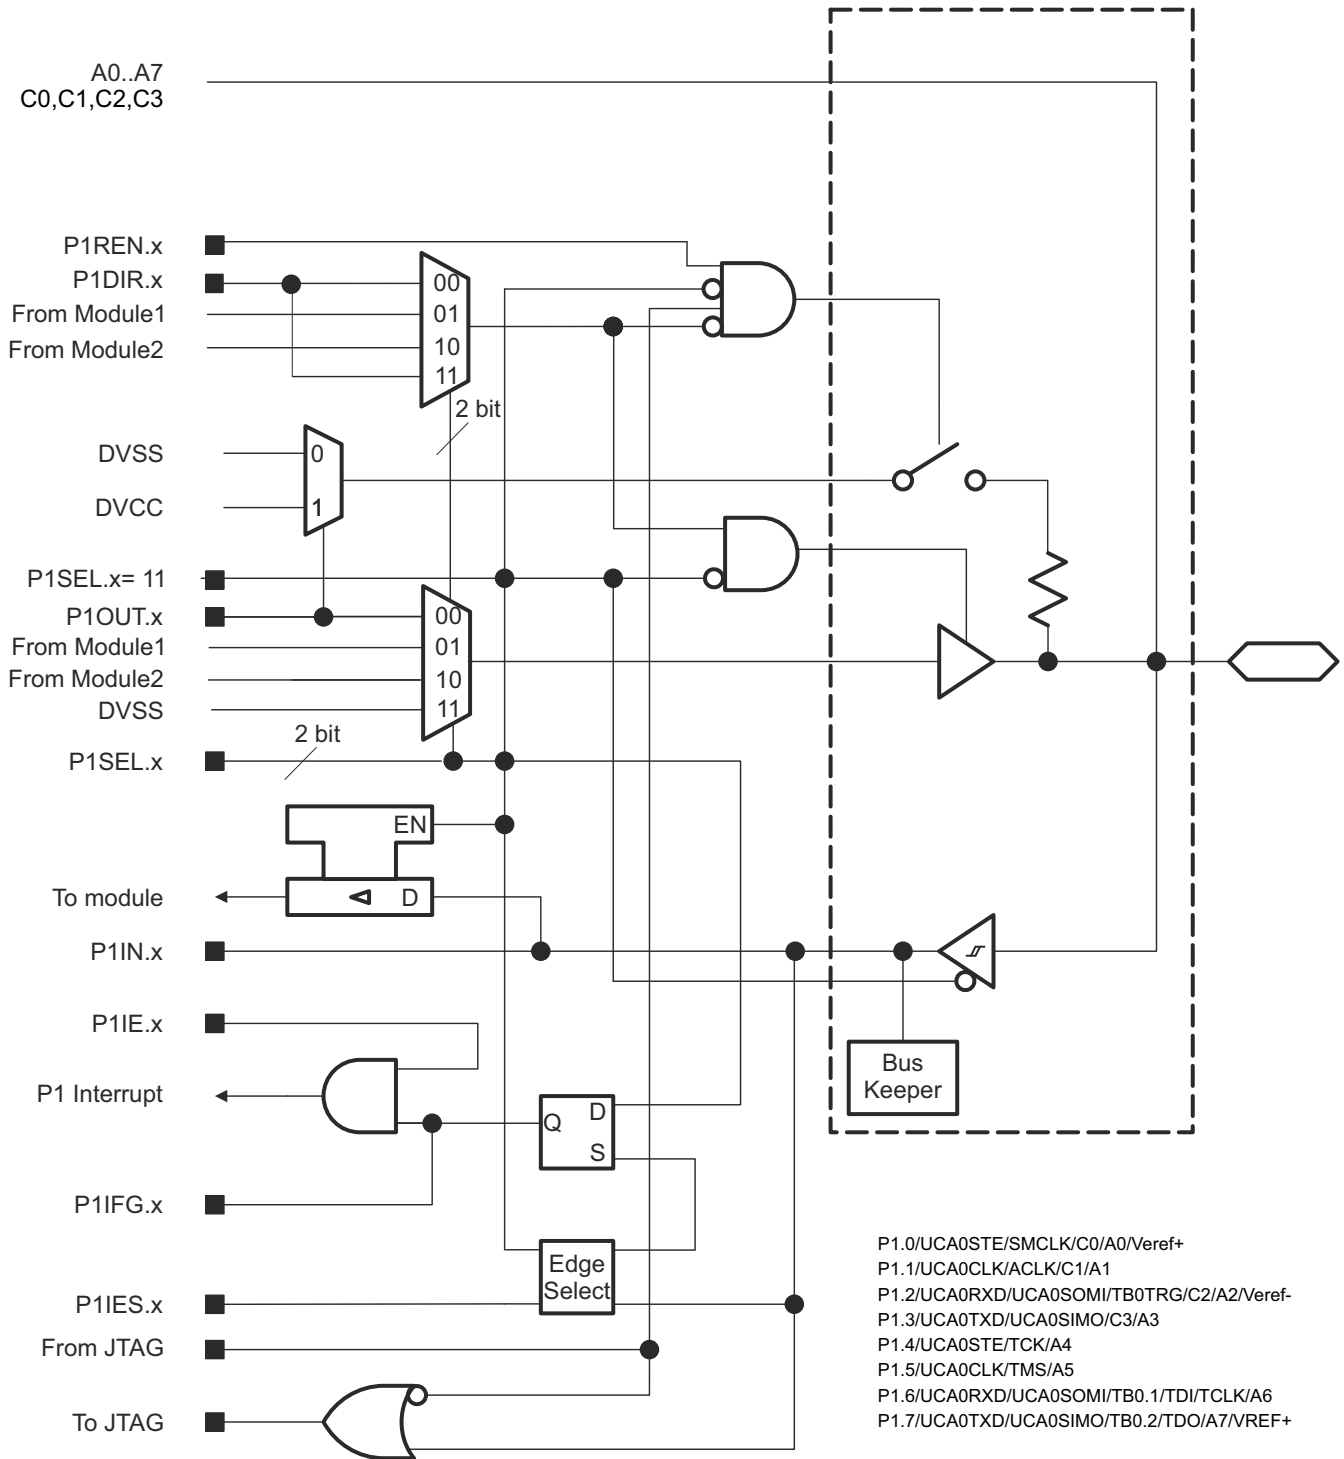 A0..A7
C0,C1,C2,C3
P1REN.x
P1DIR.x
From Module1
From Module2
00
01
10
11
2 bit
DVSS
DVCC
0
1
P1SEL.x= 11
P1OUT.x
From Module1
From Module2
DVSS
00
01
10
11
P1SEL.x
2 bit
EN
D
To module
P1IN.x
Bus
Keeper
P1IE.x
P1 Interrupt
Q
D
S
P1IFG.x
Edge
Select
P1IES.x
From JTAG
To JTAG
P1.0/UCA0STE/SMCLK/C0/A0/Veref+
P1.1/UCA0CLK/ACLK/C1/A1
P1.2/UCA0RXD/UCA0SOMI/TB0TRG/C2/A2/Veref-
P1.3/UCA0TXD/UCA0SIMO/C3/A3
P1.4/UCA0STE/TCK/A4
P1.5/UCA0CLK/TMS/A5
P1.6/UCA0RXD/UCA0SOMI/TB0.1/TDI/TCLK/A6
P1.7/UCA0TXD/UCA0SIMO/TB0.2/TDO/A7/VREF+